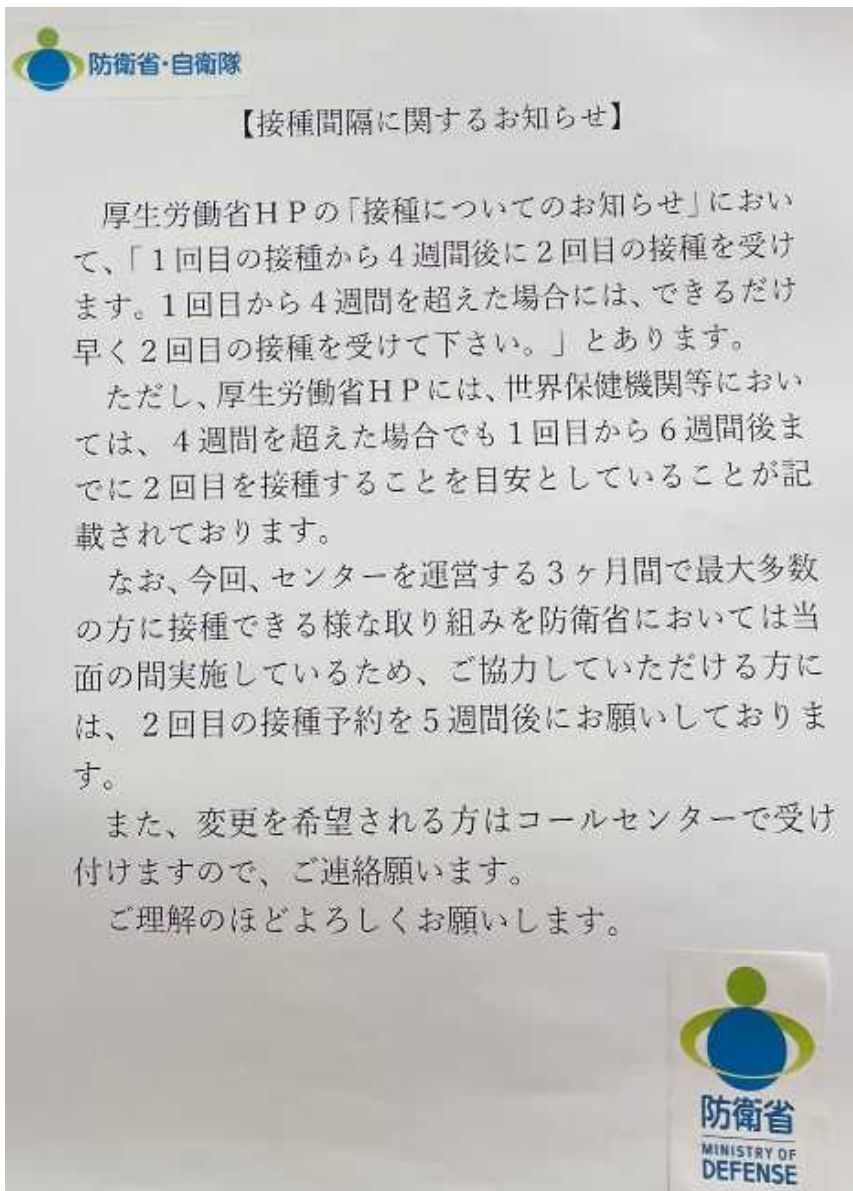 防衛省・自衛隊
【接種間隔に関するお知らせ】
厚生労働省HPの「接種についてのお知らせ」におい
て、「1回目の接種から4週間後に2回目の接種を受け
ます。1回目から4週間を超えた場合には、できるだけ
早く2回目の接種を受けて下さい。」とあります。
ただし、厚生労働省HPには、世界保健機関等におい
ては、4週間を超えた場合でも1回目から6週間後ま
でに2回目を接種することを目安としていることが記
載されております。
なお、今回、センターを運営する3ヶ月間で最大多数
の方に接種できる様な取り組みを防衛省においては当
面の間実施しているため、ご協力していただける方に
は、2回目の接種予約を5週間後にお願いしておりま
す。
また、変更を希望される方はコールセンターで受け
付けますので、ご連絡願います。
ご理解のほどよろしくお願いします。
防衛省
MINISTRY OF
DEFENSE